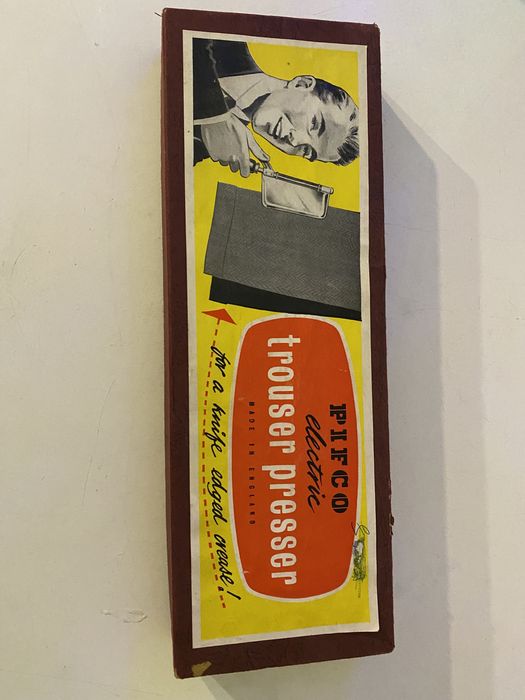 PIFCO
electric
trouser presser
MADE IN ENGLAND
for a knife edged crease!